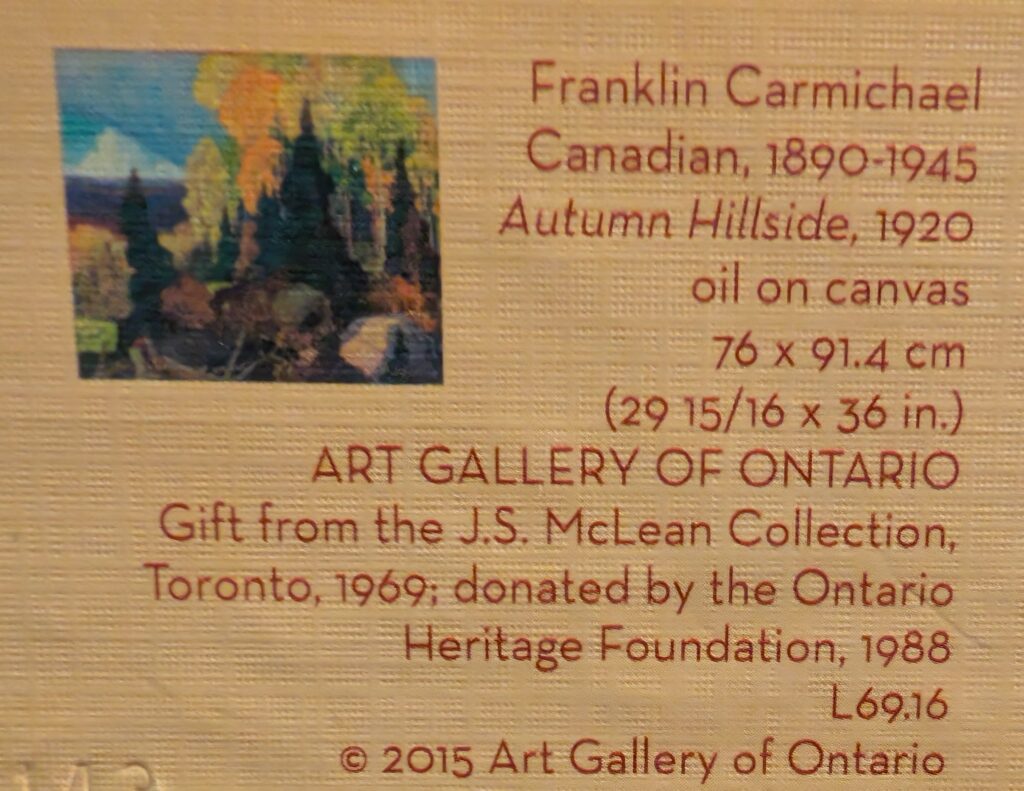 Franklin Carmichael
Canadian, 1890-1945
Autumn Hillside, 1920
oil on canvas
76 x 91.4 cm
(29 15/16 x 36 in.)
ART GALLERY OF ONTARIO
Gift from the J.S. McLean Collection,
Toronto, 1969; donated by the Ontario
Heritage Foundation, 1988
L69.16
© 2015 Art Gallery of Ontario